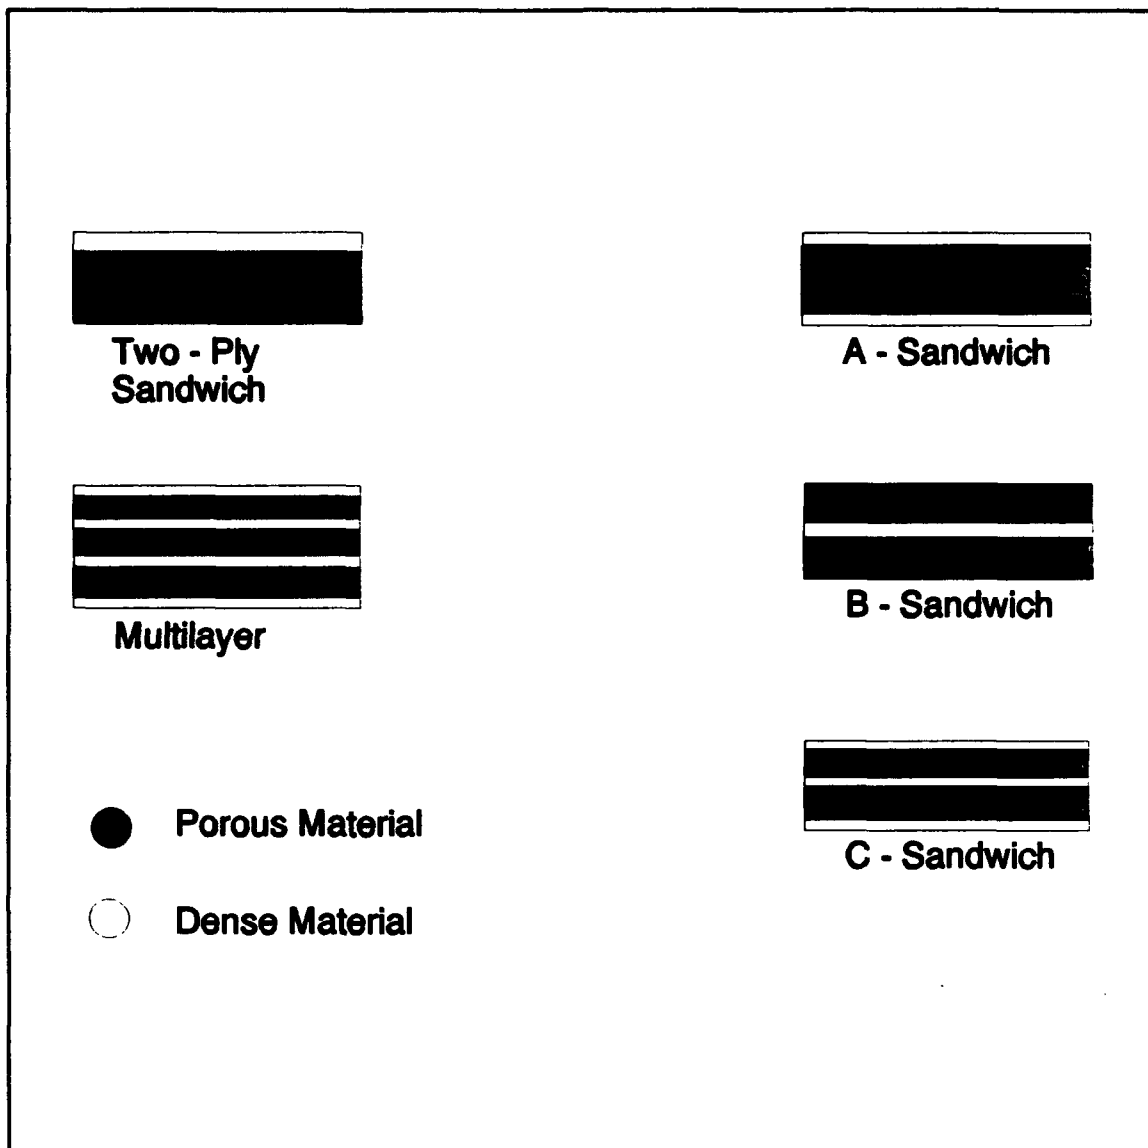 Two - Ply
Sandwich
A - Sandwich
Multilayer
B - Sandwich
C - Sandwich
Porous Material
Dense Material